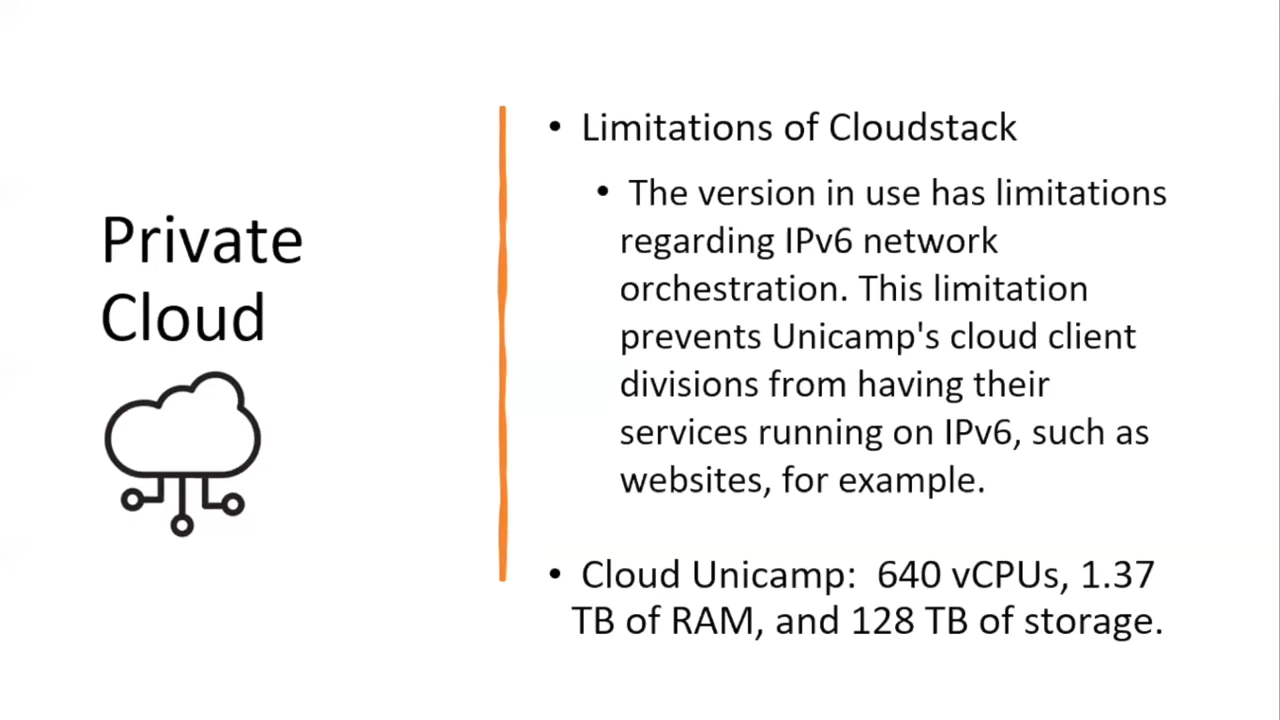 Private
Cloud
• Limitations of Cloudstack
• The version in use has limitations
regarding IPv6 network
orchestration. This limitation
prevents Unicamp's cloud client
divisions from having their
services running on IPv6, such as
websites, for example.
• Cloud Unicamp:  640 vCPUs, 1.37
TB of RAM, and 128 TB of storage.